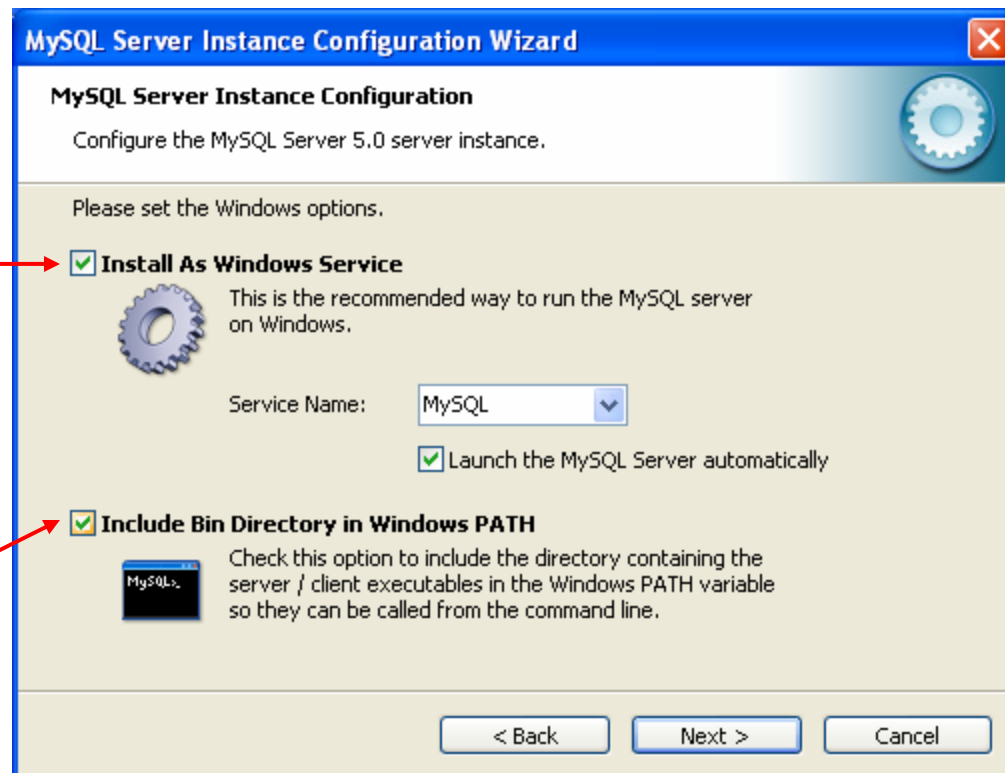 MySQL Server Instance Configuration Wizard
MySQL Server Instance Configuration
Configure the MySQL Server 5.0 server instance.
Please set the Windows options.
Install As Windows Service
This is the recommended way to run the MySQL server
on Windows.
Service Name: MySQL
Launch the MySQL Server automatically
Include Bin Directory in Windows PATH
MySQL>_
Check this option to include the directory containing the
server / client executables in the Windows PATH variable
so they can be called from the command line.
< Back Next > Cancel